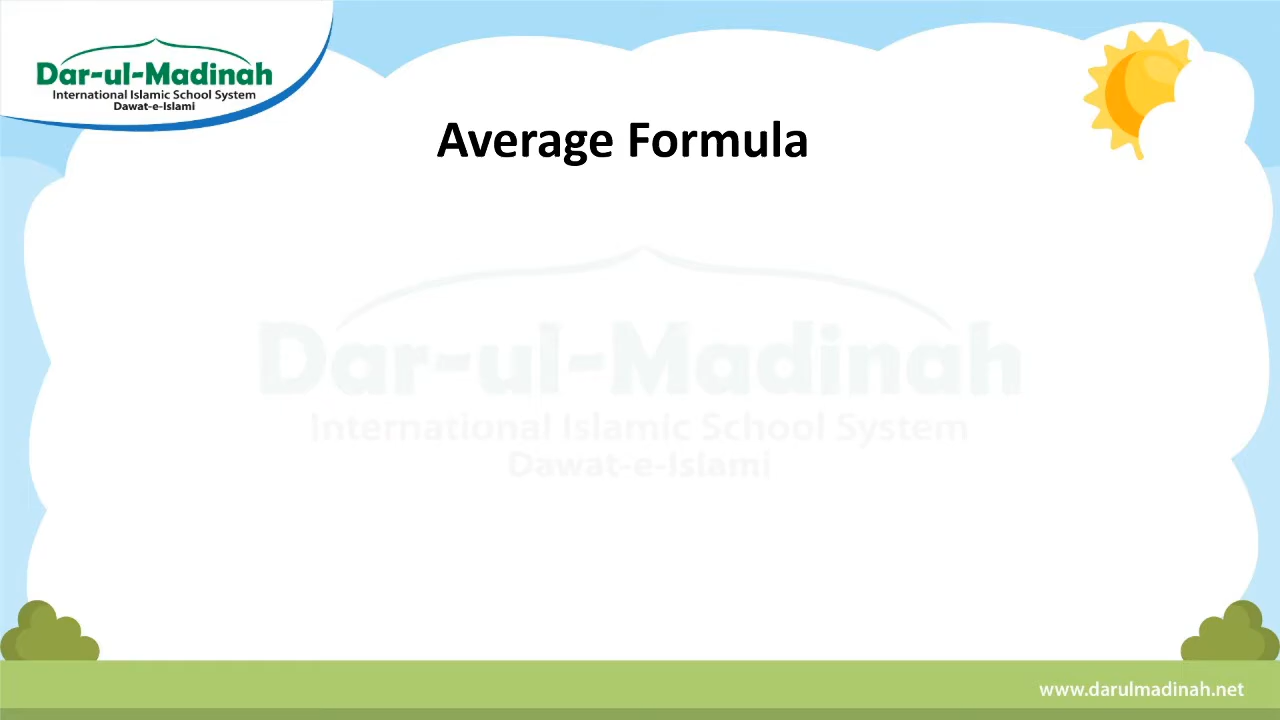 Dar-ul-Madinah
International Islamic School System
Dawat-e-Islami
Average Formula
Dar-ul-Madinah
International Islamic School System
Dawat-e-Islami
www.darulmadinah.net